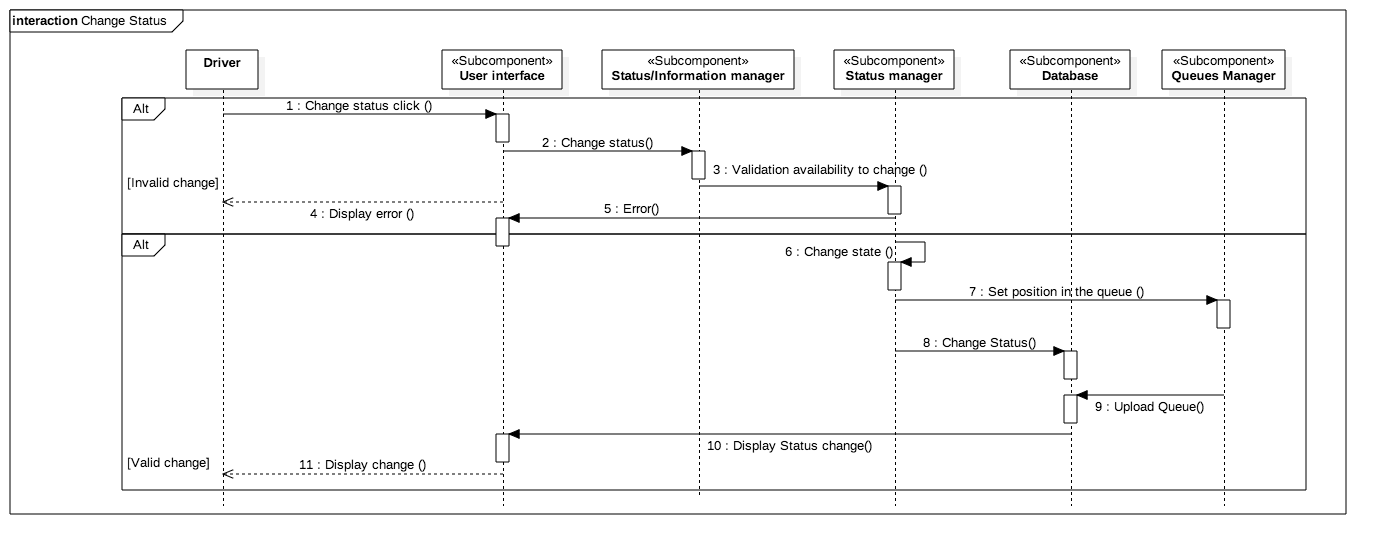 interaction Change Status
Driver
«Subcomponent»
User interface
«Subcomponent»
Status/Information manager
«Subcomponent»
Status manager
«Subcomponent»
Database
«Subcomponent»
Queues Manager
Alt
1 : Change status click ()
2 : Change status()
3 : Validation availability to change ()
[Invalid change]
4 : Display error ()
5 : Error()
Alt
6 : Change state ()
7 : Set position in the queue ()
8 : Change Status()
9 : Upload Queue()
10 : Display Status change()
[Valid change]
11 : Display change ()